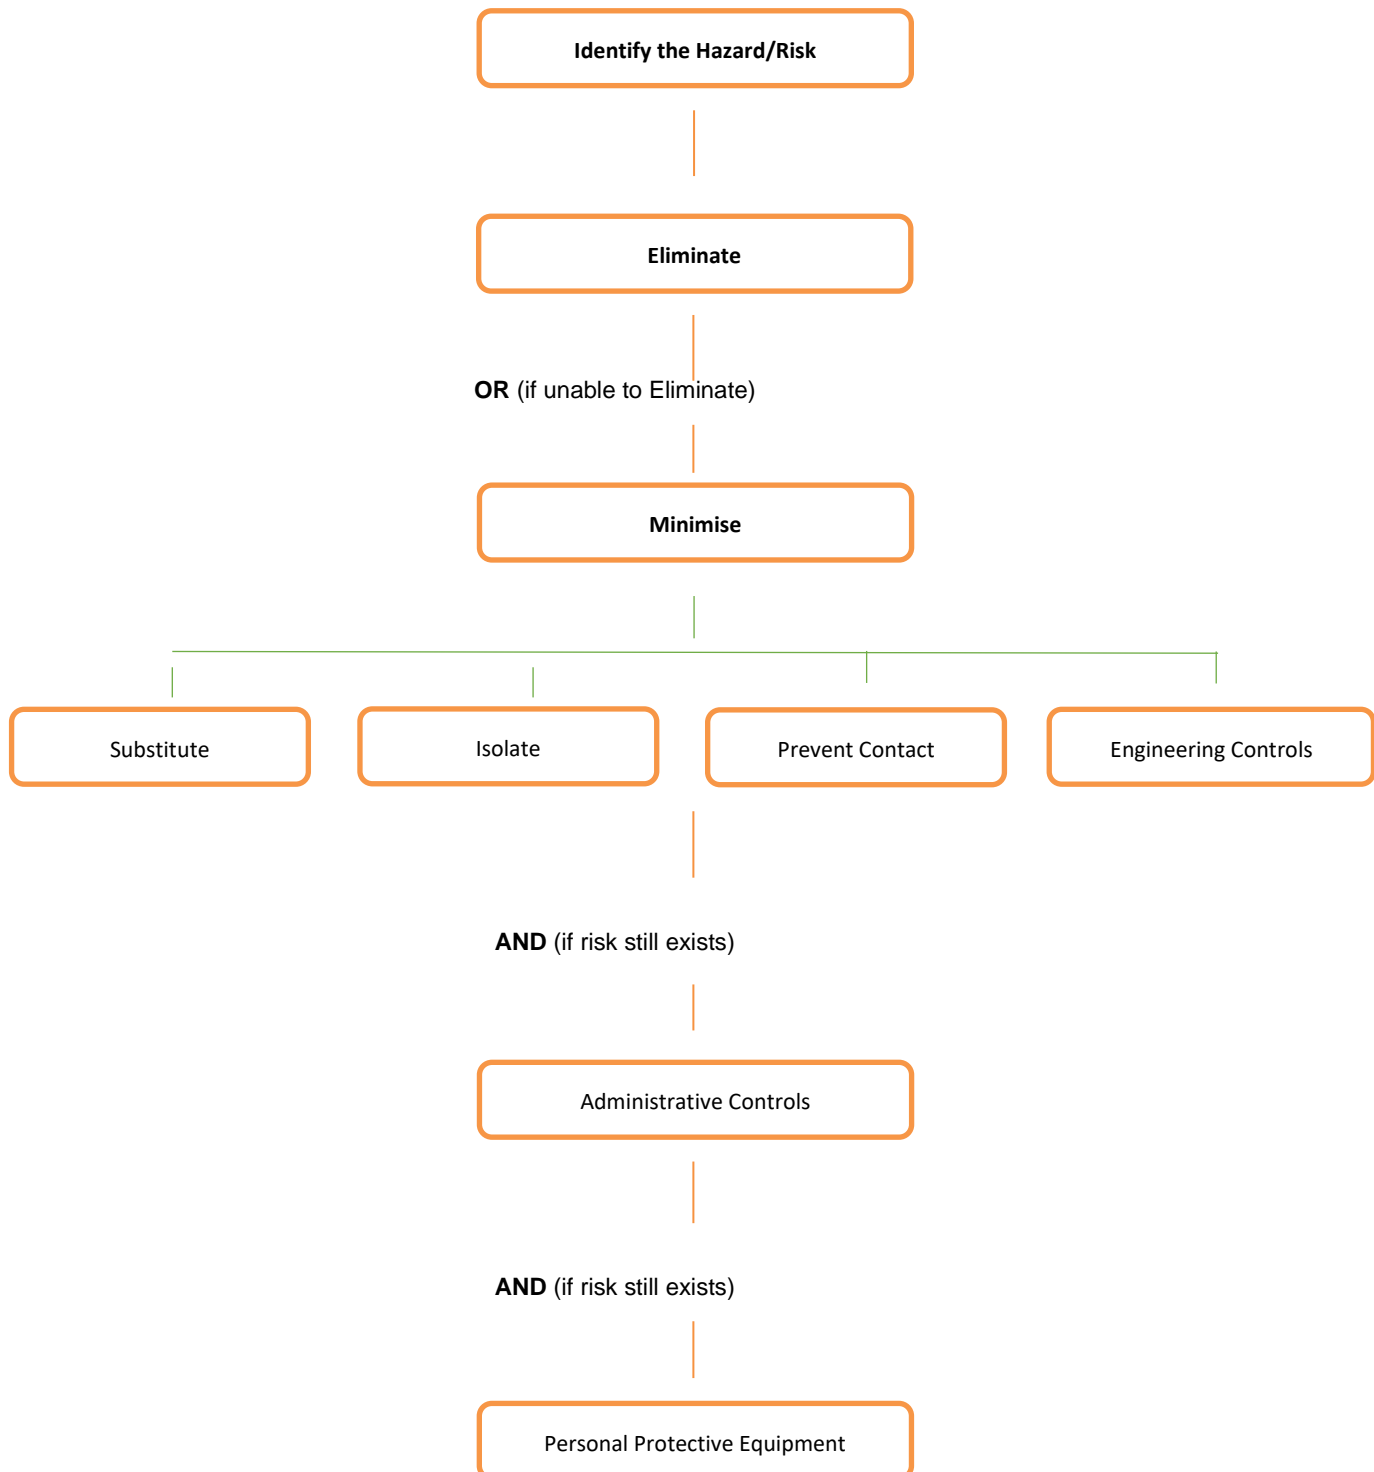 Identify the Hazard/Risk
Eliminate
OR (if unable to Eliminate)
Minimise
Substitute
Isolate
Prevent Contact
Engineering Controls
AND (if risk still exists)
Administrative Controls
AND (if risk still exists)
Personal Protective Equipment